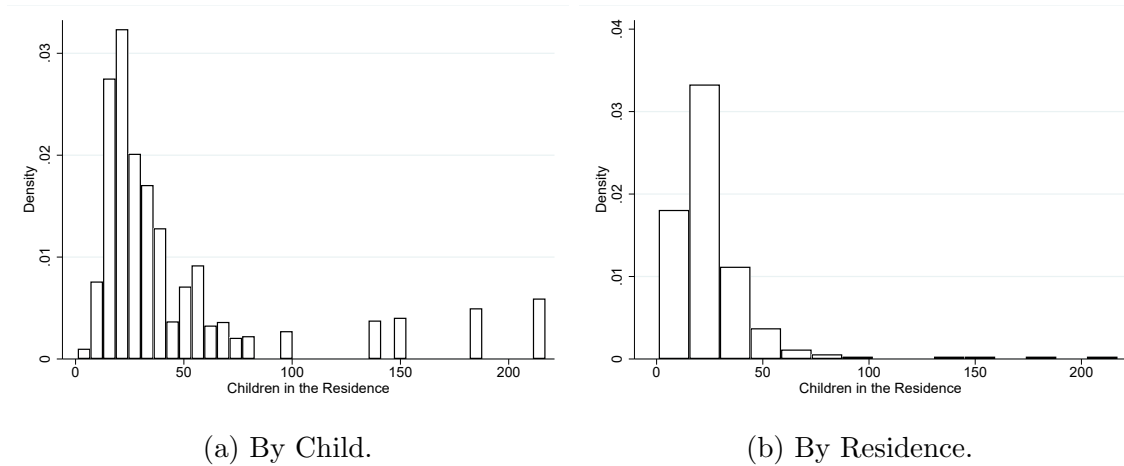 .03
.02
.01
0
Density
0 50 100 150 200
Children in the Residence
(a) By Child.
.04
.03
.02
.01
0
Density
0 50 100 150 200
Children in the Residence
(b) By Residence.